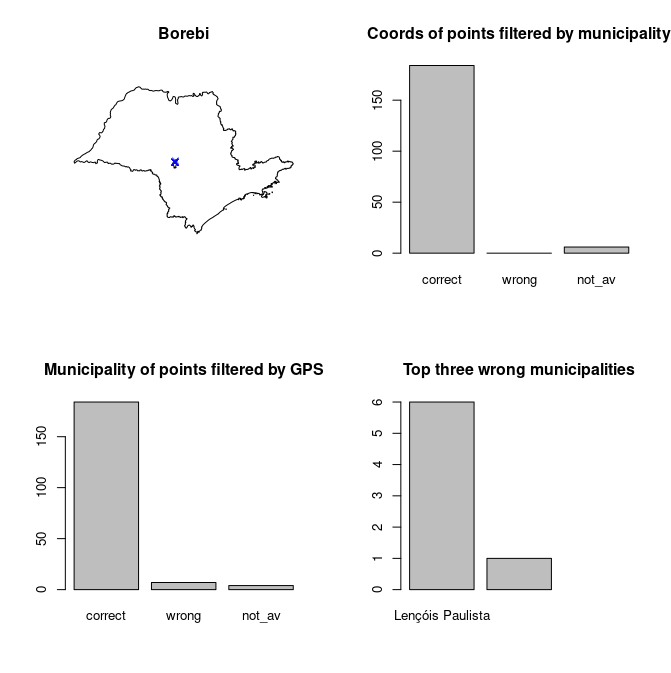 Borebi
Coords of points filtered by municipality
150
100
50
0
correct wrong not_av
Municipality of points filtered by GPS
150
100
50
0
correct wrong not_av
Top three wrong municipalities
6
5
4
3
2
1
0
Lençóis Paulista